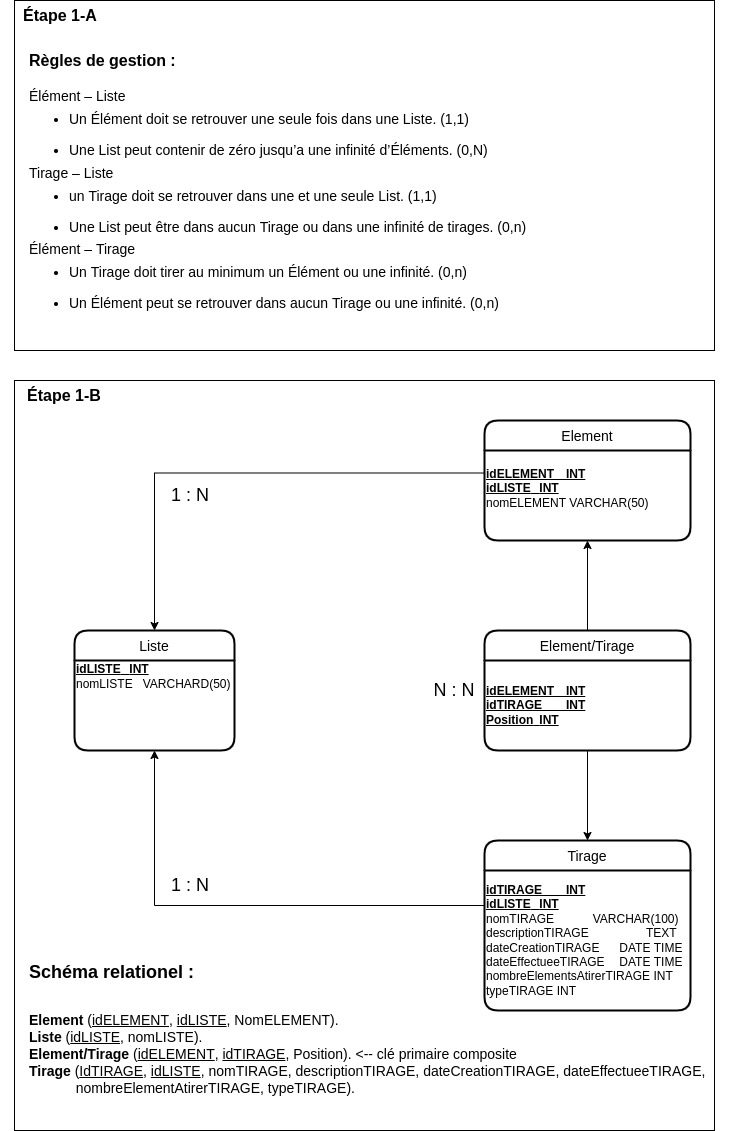 Étape 1-A
Règles de gestion :
Élément – Liste
• Un Élément doit se retrouver une seule fois dans une Liste. (1,1)
• Une List peut contenir de zéro jusqu’a une infinité d’Éléments. (0,N)
Tirage – Liste
• un Tirage doit se retrouver dans une et une seule List. (1,1)
• Une List peut être dans aucun Tirage ou dans une infinité de tirages. (0,n)
Élément – Tirage
• Un Tirage doit tirer au minimum un Élément ou une infinité. (0,n)
• Un Élément peut se retrouver dans aucun Tirage ou une infinité. (0,n)
Étape 1-B
Element
idELEMENT INT
idLISTE INT
nomELEMENT VARCHAR(50)
1 : N
Liste
idLISTE INT
nomLISTE VARCHARD(50)
Element/Tirage
N : N
idELEMENT INT
idTIRAGE INT
Position INT
1 : N
Tirage
idTIRAGE INT
idLISTE INT
nomTIRAGE VARCHAR(100)
descriptionTIRAGE TEXT
dateCreationTIRAGE DATE TIME
dateEffectueeTIRAGE DATE TIME
nombreElementsAtirerTIRAGE INT
typeTIRAGE INT
Schéma relationel :
Element (idELEMENT, idLISTE, NomELEMENT).
Liste (idLISTE, nomLISTE).
Element/Tirage (idELEMENT, idTIRAGE, Position). <-- clé primaire composite
Tirage (IdTIRAGE, idLISTE, nomTIRAGE, descriptionTIRAGE, dateCreationTIRAGE, dateEffectueeTIRAGE,
nombreElementAtirerTIRAGE, typeTIRAGE).